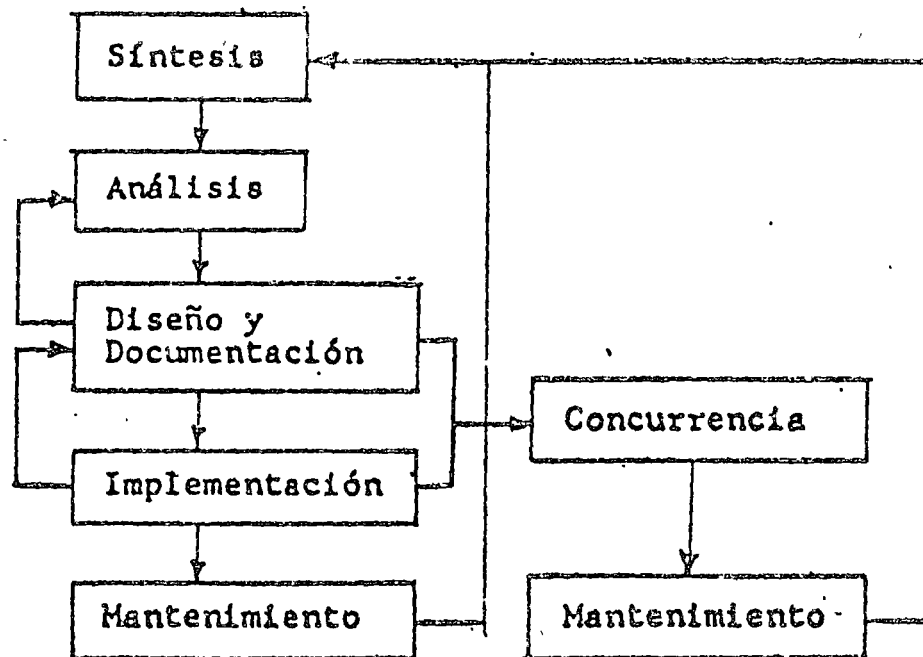 Síntesis
Análisis
Diseño y
Documentación
Implementación
Mantenimiento
Concurrencia
Mantenimiento